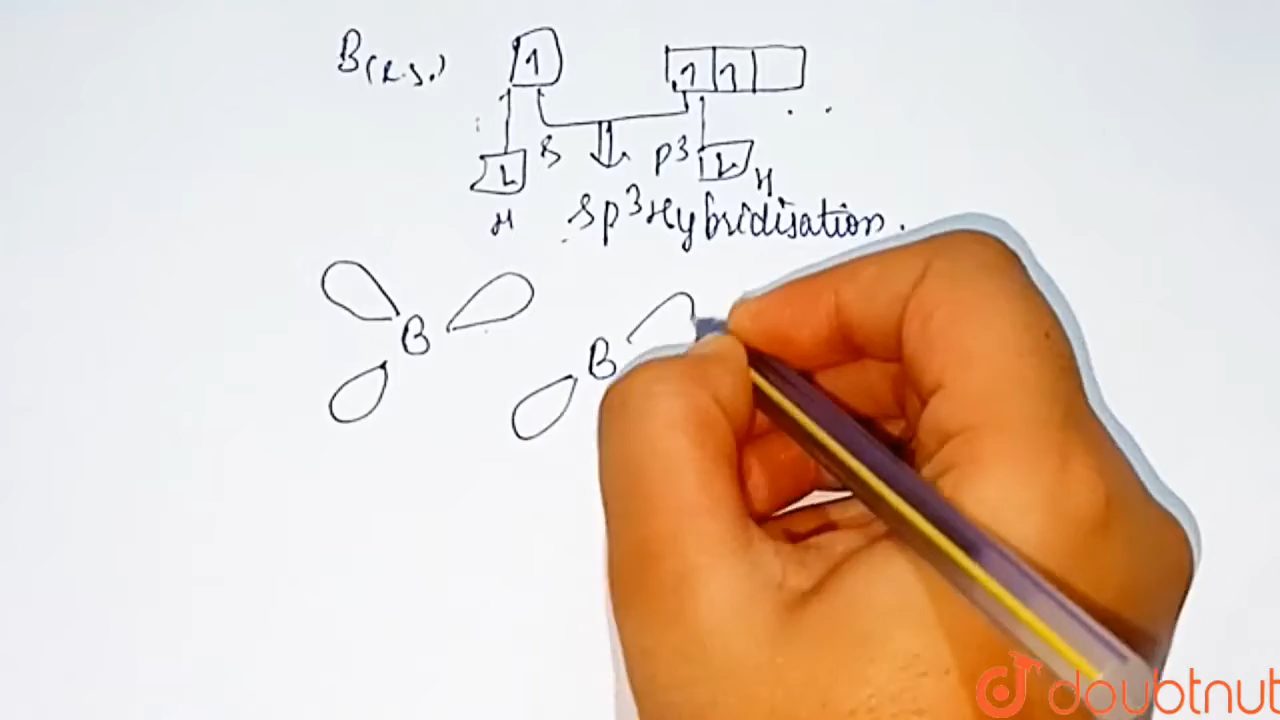 B(E.S.) 1 1 1
S p³
H H
sp³ Hybridisation.
B B
doubtnut